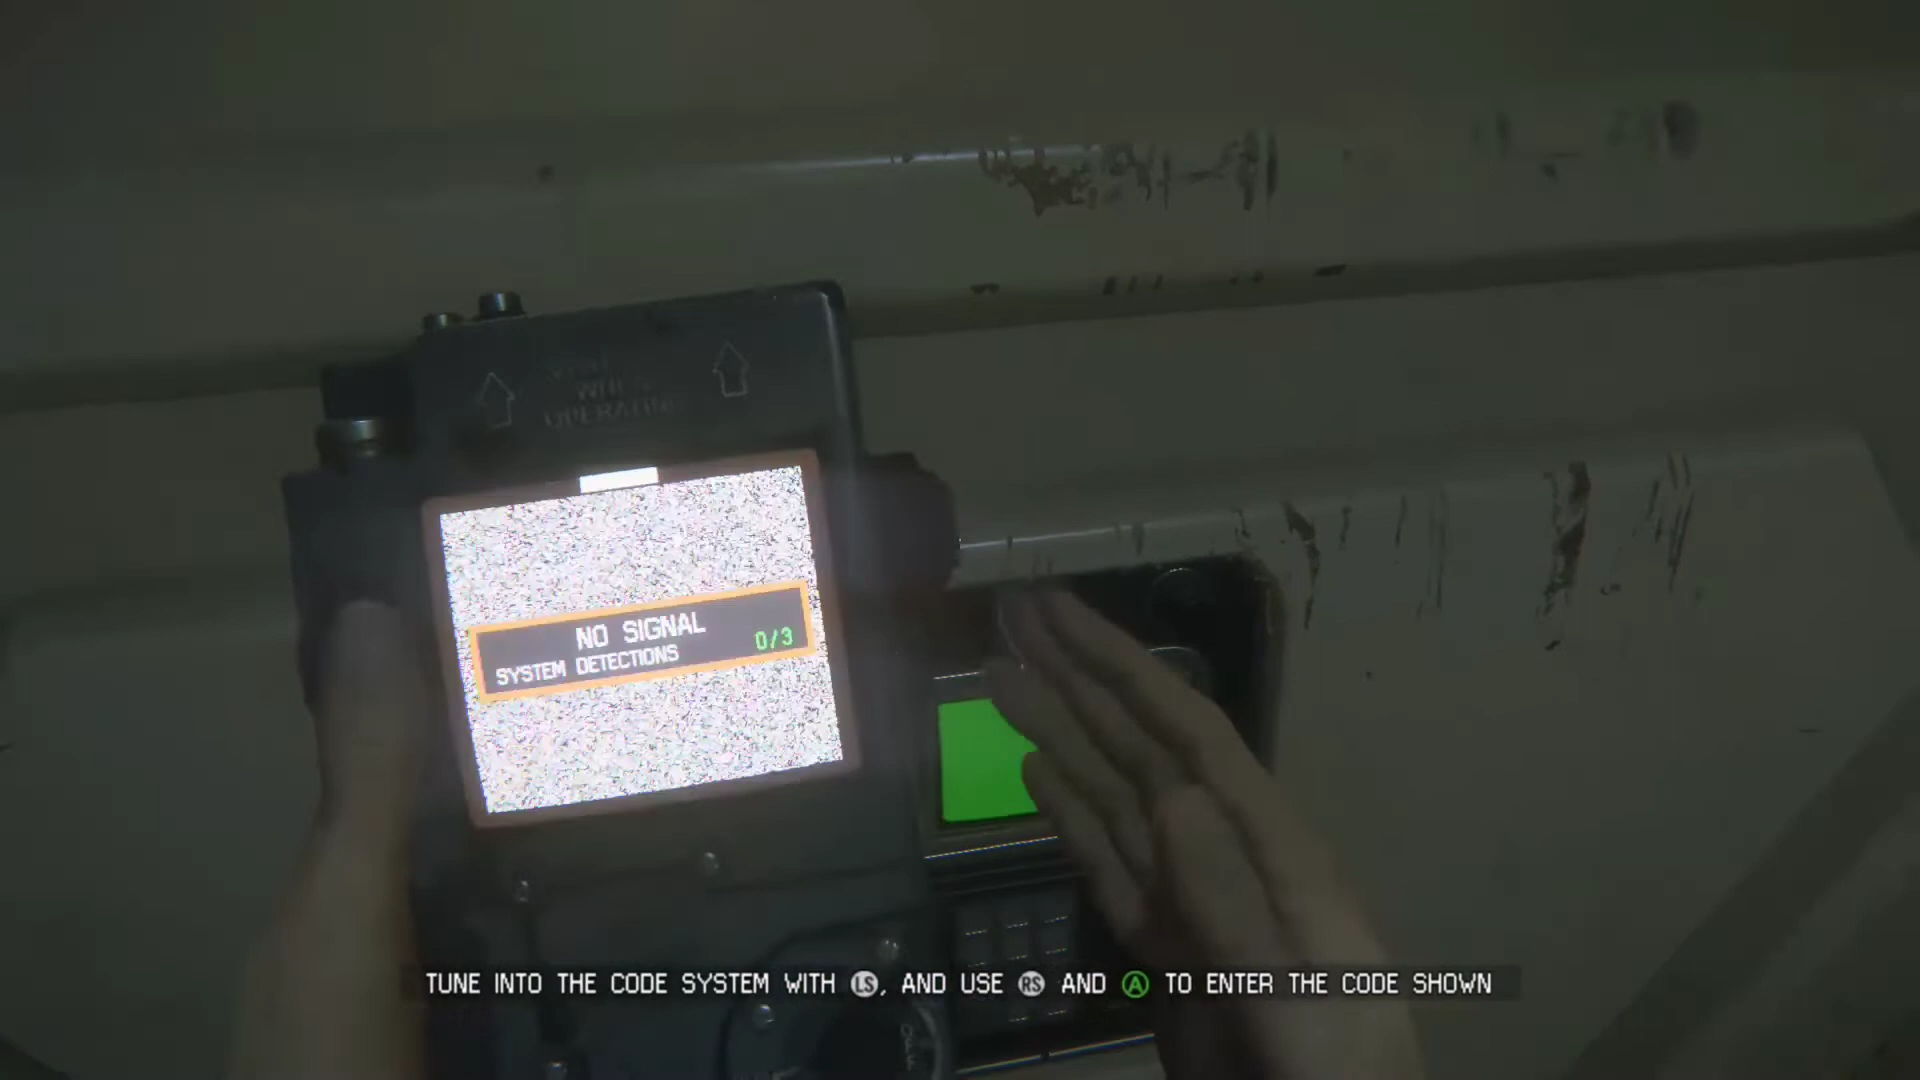 OPERATING
NO SIGNAL
SYSTEM DETECTIONS 0/3
TUNE INTO THE CODE SYSTEM WITH LS, AND USE RS AND A TO ENTER THE CODE SHOWN